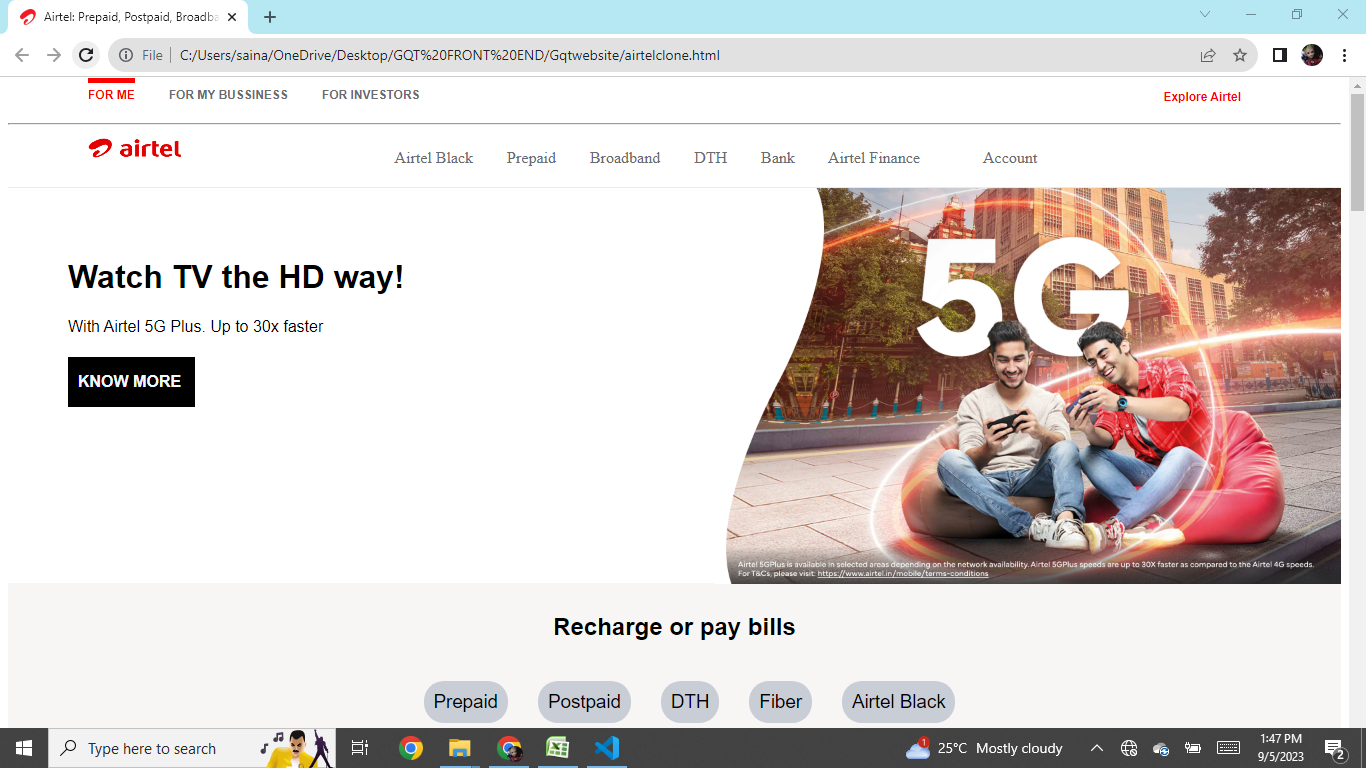 Airtel: Prepaid, Postpaid, Broadba
File C:/Users/saina/OneDrive/Desktop/GQT%20FRONT%20END/Gqtwebsite/airtelclone.html
FOR ME FOR MY BUSSINESS FOR INVESTORS Explore Airtel
airtel Airtel Black Prepaid Broadband DTH Bank Airtel Finance Account
5G
Watch TV the HD way!
With Airtel 5G Plus. Up to 30x faster
KNOW MORE
Airtel 5GPlus is available in selected areas depending on the network availability. Airtel 5GPlus speeds are up to 30X faster as compared to the Airtel 4G speeds.
For T&Cs, please visit: https://www.airtel.in/mobile/terms-conditions
Recharge or pay bills
Prepaid Postpaid DTH Fiber Airtel Black
Type here to search
1 25°C Mostly cloudy
1:47 PM
9/5/2023
2